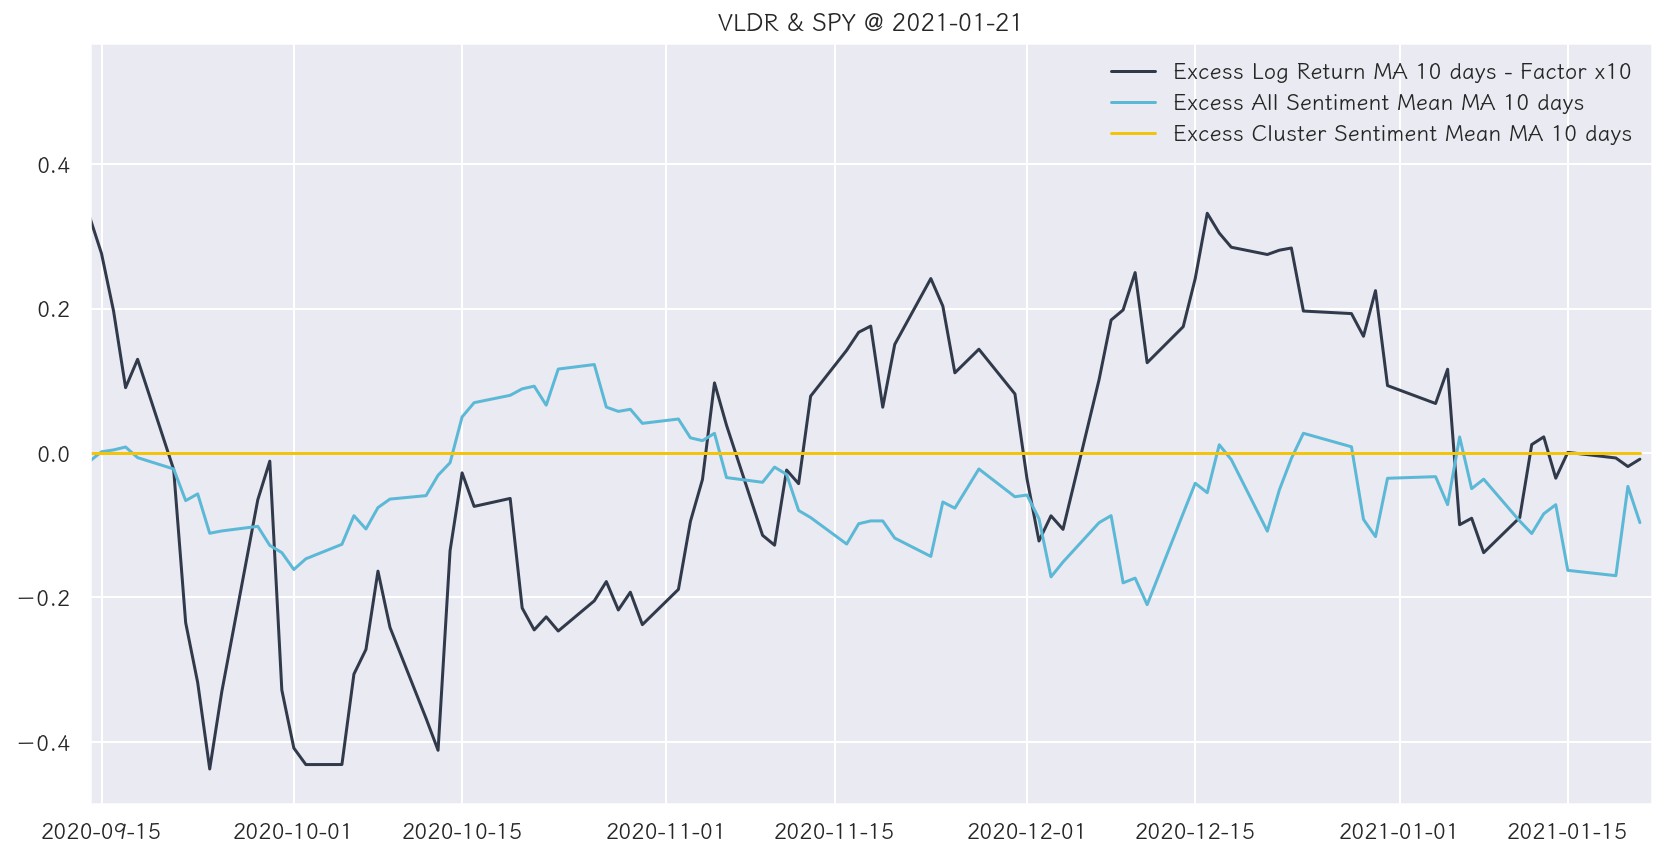 VLDR & SPY @ 2021-01-21
Excess Log Return MA 10 days - Factor x10
Excess All Sentiment Mean MA 10 days
Excess Cluster Sentiment Mean MA 10 days
0.4
0.2
0.0
−0.2
−0.4
2020-09-15 2020-10-01 2020-10-15 2020-11-01 2020-11-15 2020-12-01 2020-12-15 2021-01-01 2021-01-15